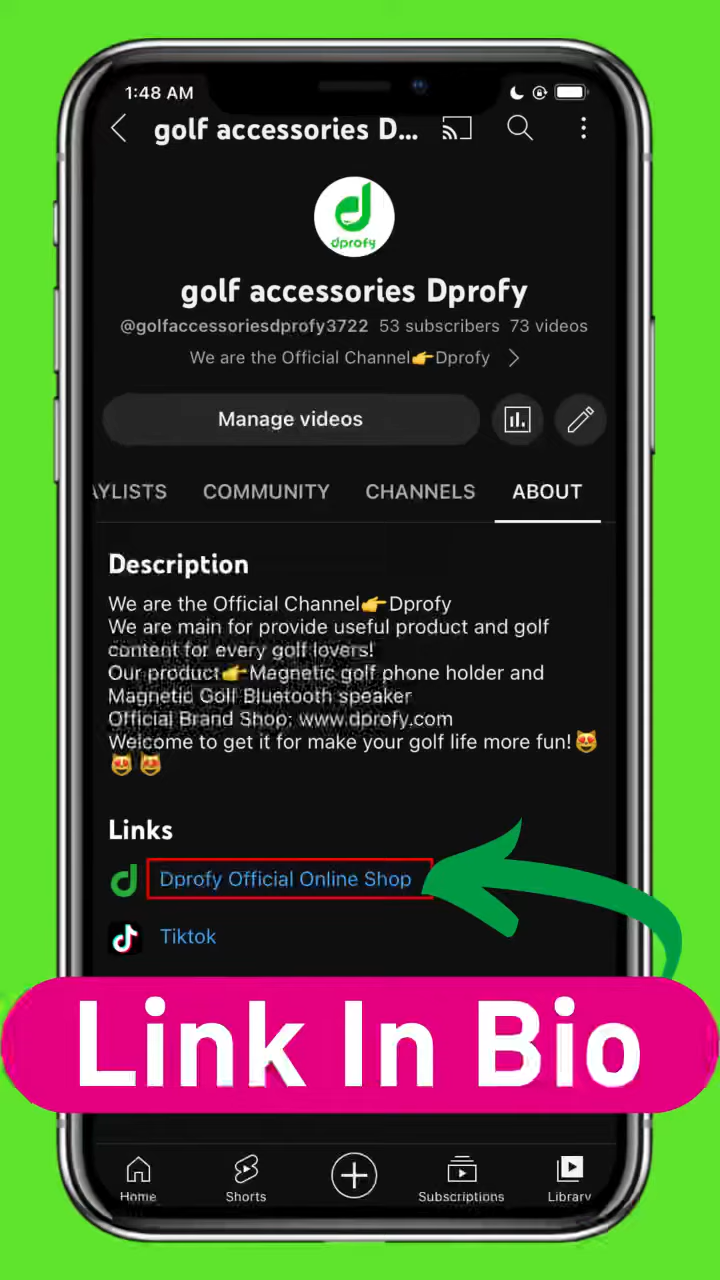 1:48 AM
golf accessories D...
dprofy
golf accessories Dprofy
@golfaccessoriesdprofy3722 53 subscribers 73 videos
We are the Official Channel👉Dprofy
Manage videos
AYLISTS COMMUNITY CHANNELS ABOUT
Description
We are the Official Channel👉Dprofy
We are main for provide useful product and golf
content for every golf lovers!
Our product👉Magnetic golf phone holder and
Magnetic Golf Bluetooth speaker
Official Brand Shop: www.dprofy.com
Welcome to get it for make your golf life more fun!😻
😻😻
Links
Dprofy Official Online Shop
Tiktok
Link In Bio
Home Shorts Subscriptions Library